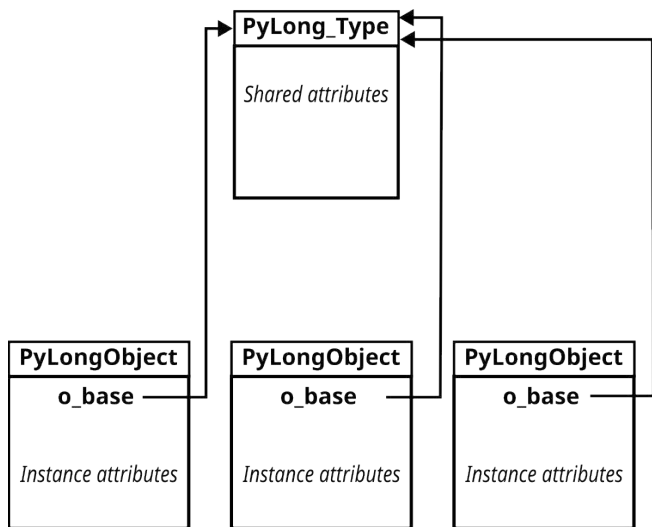 PyLong_Type
Shared attributes
PyLongObject
o_base
Instance attributes
PyLongObject
o_base
Instance attributes
PyLongObject
o_base
Instance attributes